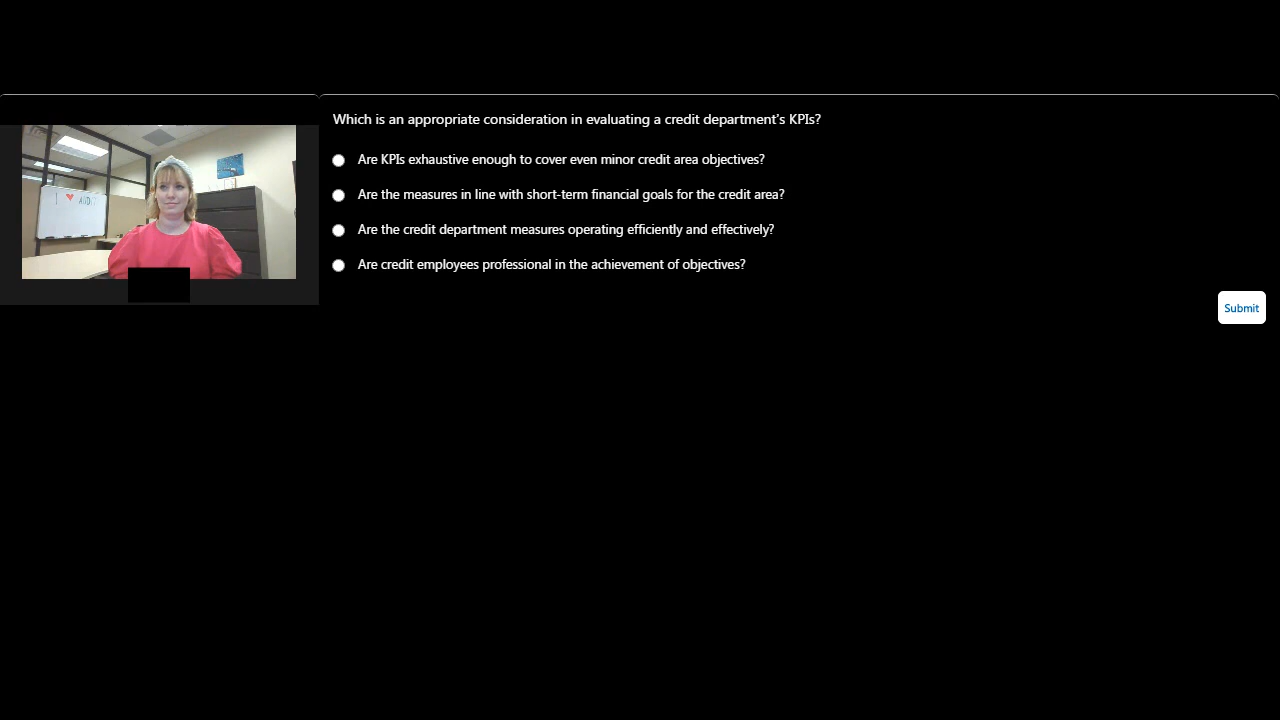 Which is an appropriate consideration in evaluating a credit department's KPIs?
Are KPIs exhaustive enough to cover even minor credit area objectives?
Are the measures in line with short-term financial goals for the credit area?
Are the credit department measures operating efficiently and effectively?
Are credit employees professional in the achievement of objectives?
Submit